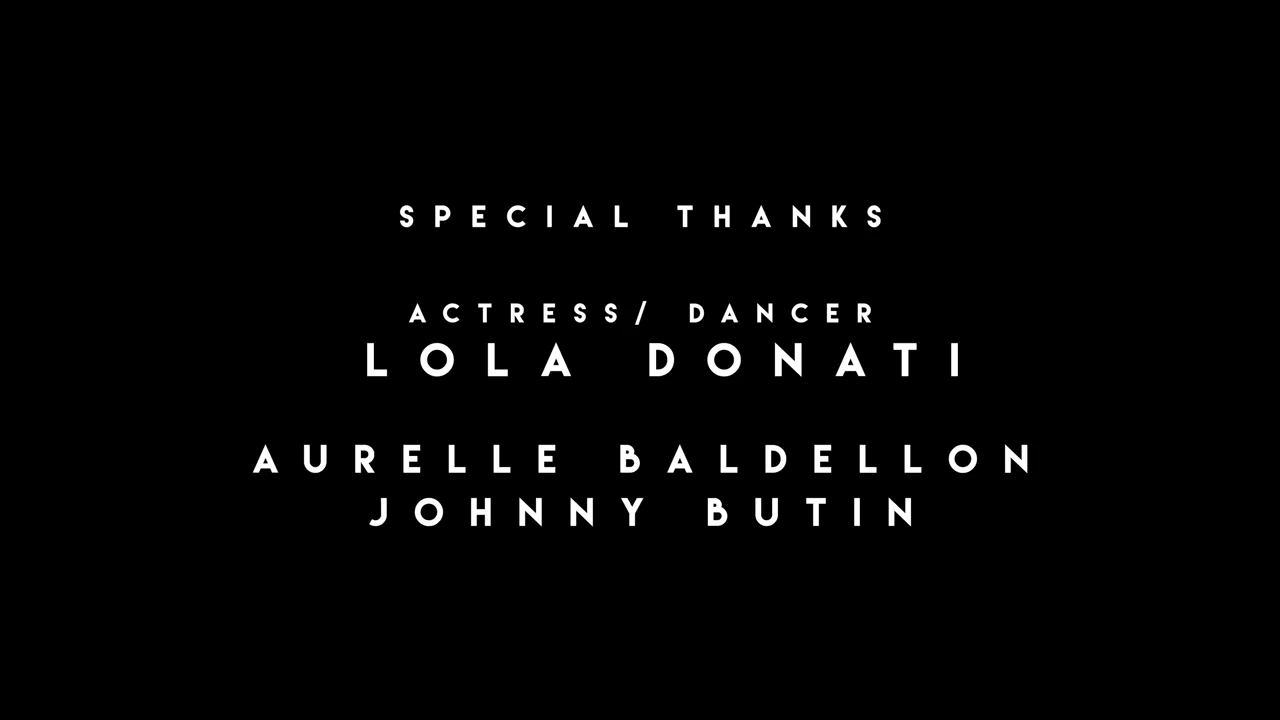 SPECIAL THANKS
ACTRESS/ DANCER
LOLA DONATI
AURELLE BALDELLON
JOHNNY BUTIN